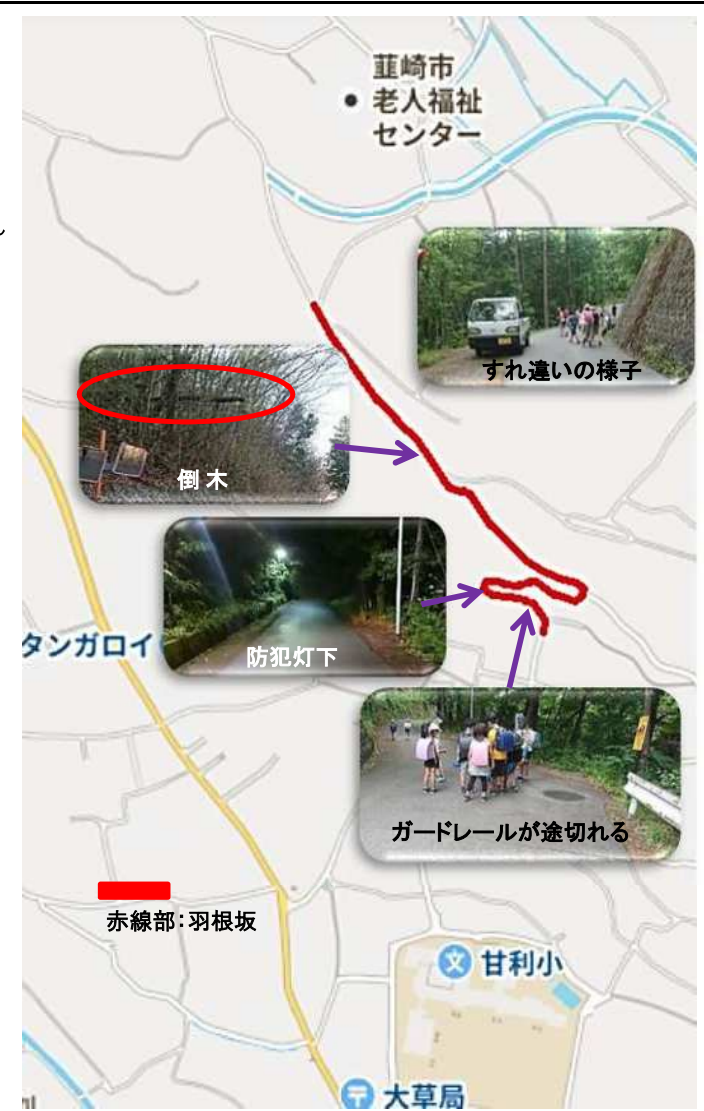 韮崎市
老人福祉
センター
すれ違いの様子
倒木
防犯灯下
タンガロイ
ガードレールが途切れる
赤線部：羽根坂
文 甘利小
大草局